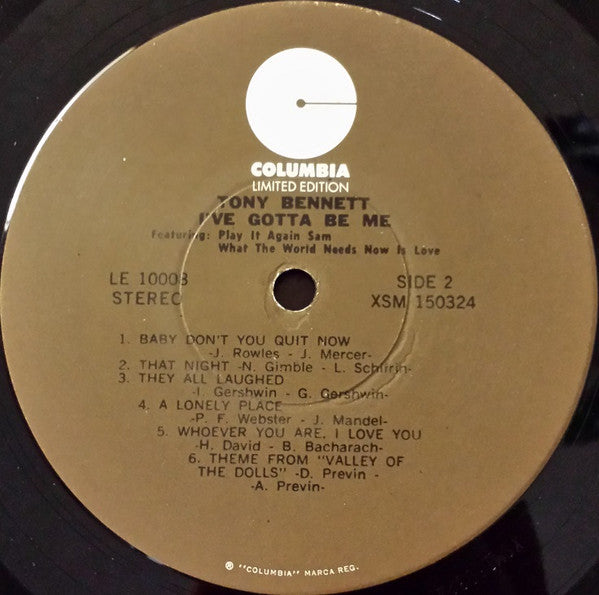 COLUMBIA
LIMITED EDITION
TONY BENNETT
I'VE GOTTA BE ME
Featuring: Play It Again Sam
What The World Needs Now Is Love
LE 10008
STEREO
SIDE 2
XSM 150324
1. BABY DON'T YOU QUIT NOW
-J. Rowles - J. Mercer-
2. THAT NIGHT -N. Gimble - L. Schfirin-
3. THEY ALL LAUGHED
-I. Gershwin - G. Gershwin-
4. A LONELY PLACE
-P. F. Webster - J. Mandel-
5. WHOEVER YOU ARE, I LOVE YOU
-H. David - B. Bacharach-
6. THEME FROM "VALLEY OF
THE DOLLS" -D. Previn -
-A. Previn-
® "COLUMBIA" MARCA REG.